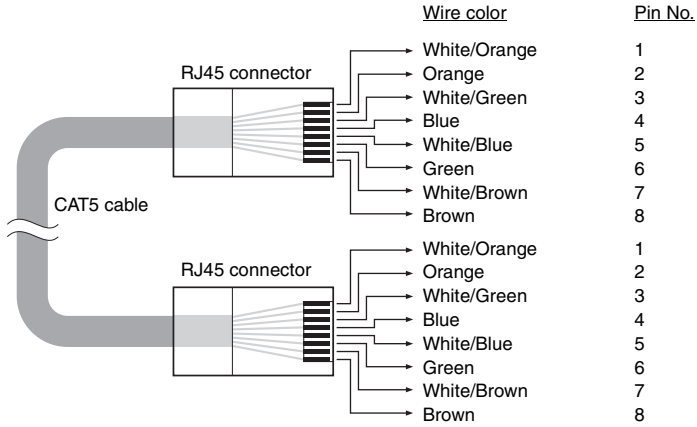 Wire color Pin No.
White/Orange 1
RJ45 connector
Orange 2
White/Green 3
Blue 4
White/Blue 5
Green 6
White/Brown 7
CAT5 cable
Brown 8
White/Orange 1
RJ45 connector
Orange 2
White/Green 3
Blue 4
White/Blue 5
Green 6
White/Brown 7
Brown 8